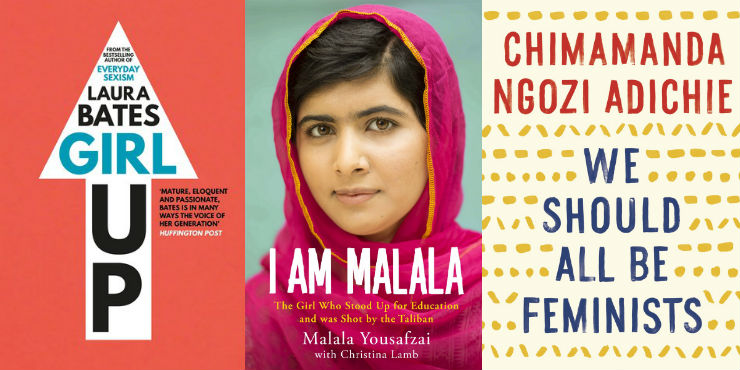 FROM THE
BESTSELLING
AUTHOR OF
EVERYDAY
SEXISM
LAURA
BATES
GIRL
UP
'MATURE, ELOQUENT
AND PASSIONATE,
BATES IS IN MANY
WAYS THE VOICE OF
HER GENERATION'
HUFFINGTON POST
I AM MALALA
The Girl Who Stood Up for Education
and was Shot by the Taliban
Malala Yousafzai
with Christina Lamb
CHIMAMANDA
NGOZI ADICHIE
WE
SHOULD
ALL BE
FEMINISTS